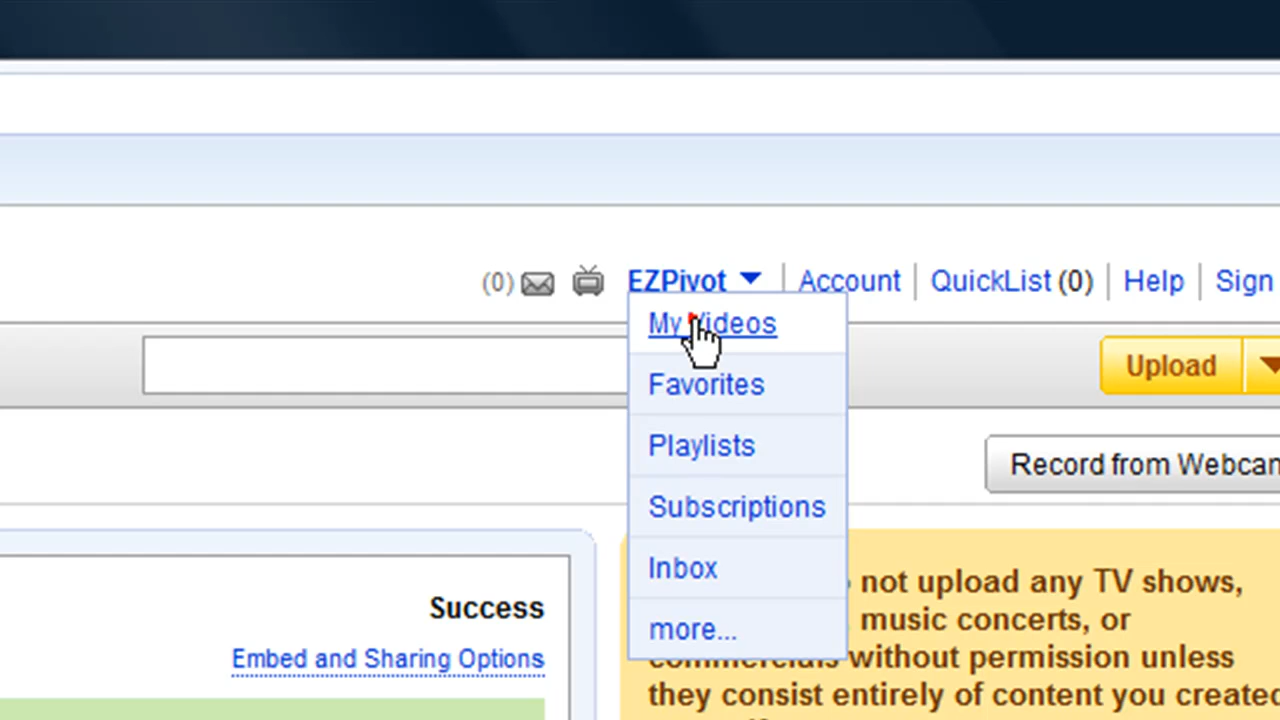 (0) EZPivot Account QuickList (0) Help Sign
My Videos
Upload
Favorites
Playlists
Record from Webcam
Subscriptions
Inbox
more...
Success
Embed and Sharing Options
not upload any TV shows,
music concerts, or
commercials without permission unless
they consist entirely of content you created